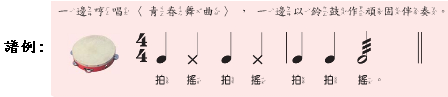 一邊哼唱〈青春舞曲〉，一邊以鈴鼓作頑固伴奏。
譜例：
4
4
拍 搖 拍 搖 拍 拍 搖。